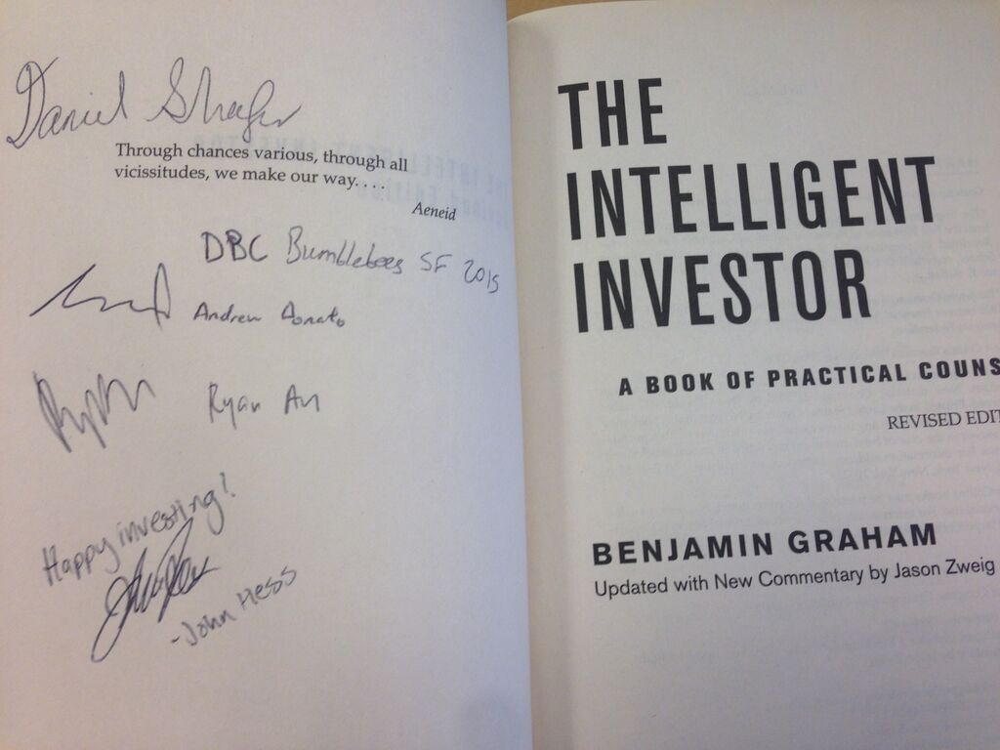 Daniel Shafer
Through chances various, through all
vicissitudes, we make our way. . . .
Aeneid
DBC Bumblebees SF 2015
Andrew Donato
Ryan An
Happy investing!
-John Hess
THE
INTELLIGENT
INVESTOR
A BOOK OF PRACTICAL COUNS
REVISED EDIT
BENJAMIN GRAHAM
Updated with New Commentary by Jason Zweig